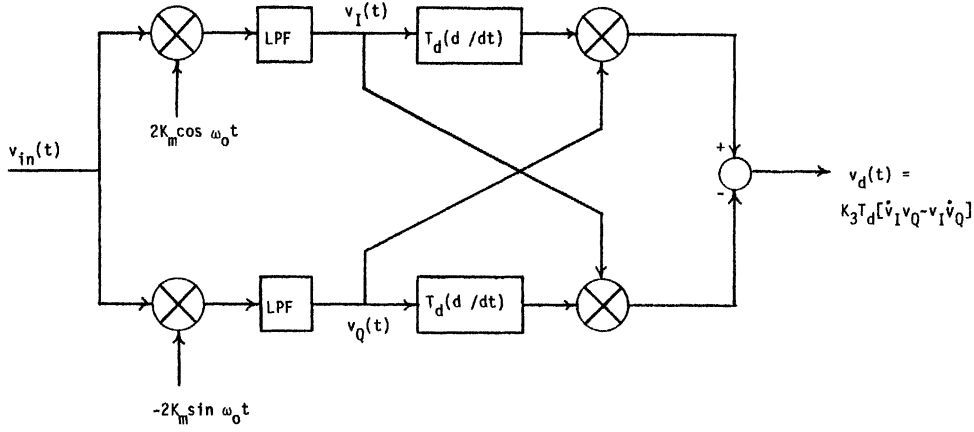 v_I(t)
LPF
T_d(d /dt)
2K_m cos ω_o t
v_in(t)
+
-
v_d(t) =
K_3T_d[v̇_I v_Q-v_I v̇_Q]
LPF
T_d(d /dt)
v_Q(t)
-2K_m sin ω_o t